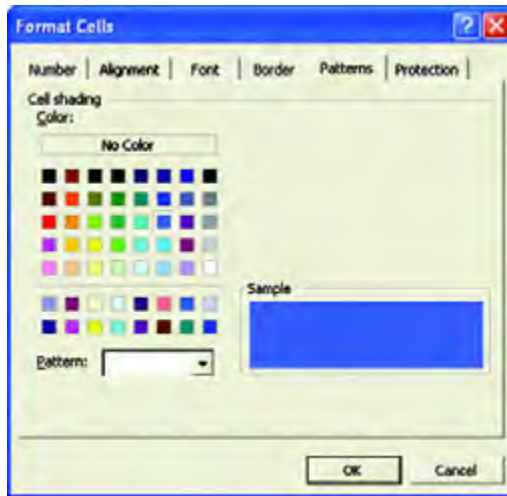 Format Cells
Number Alignment Font Border Patterns Protection
Cell shading
Color:
No Color
Sample
Pattern:
OK Cancel